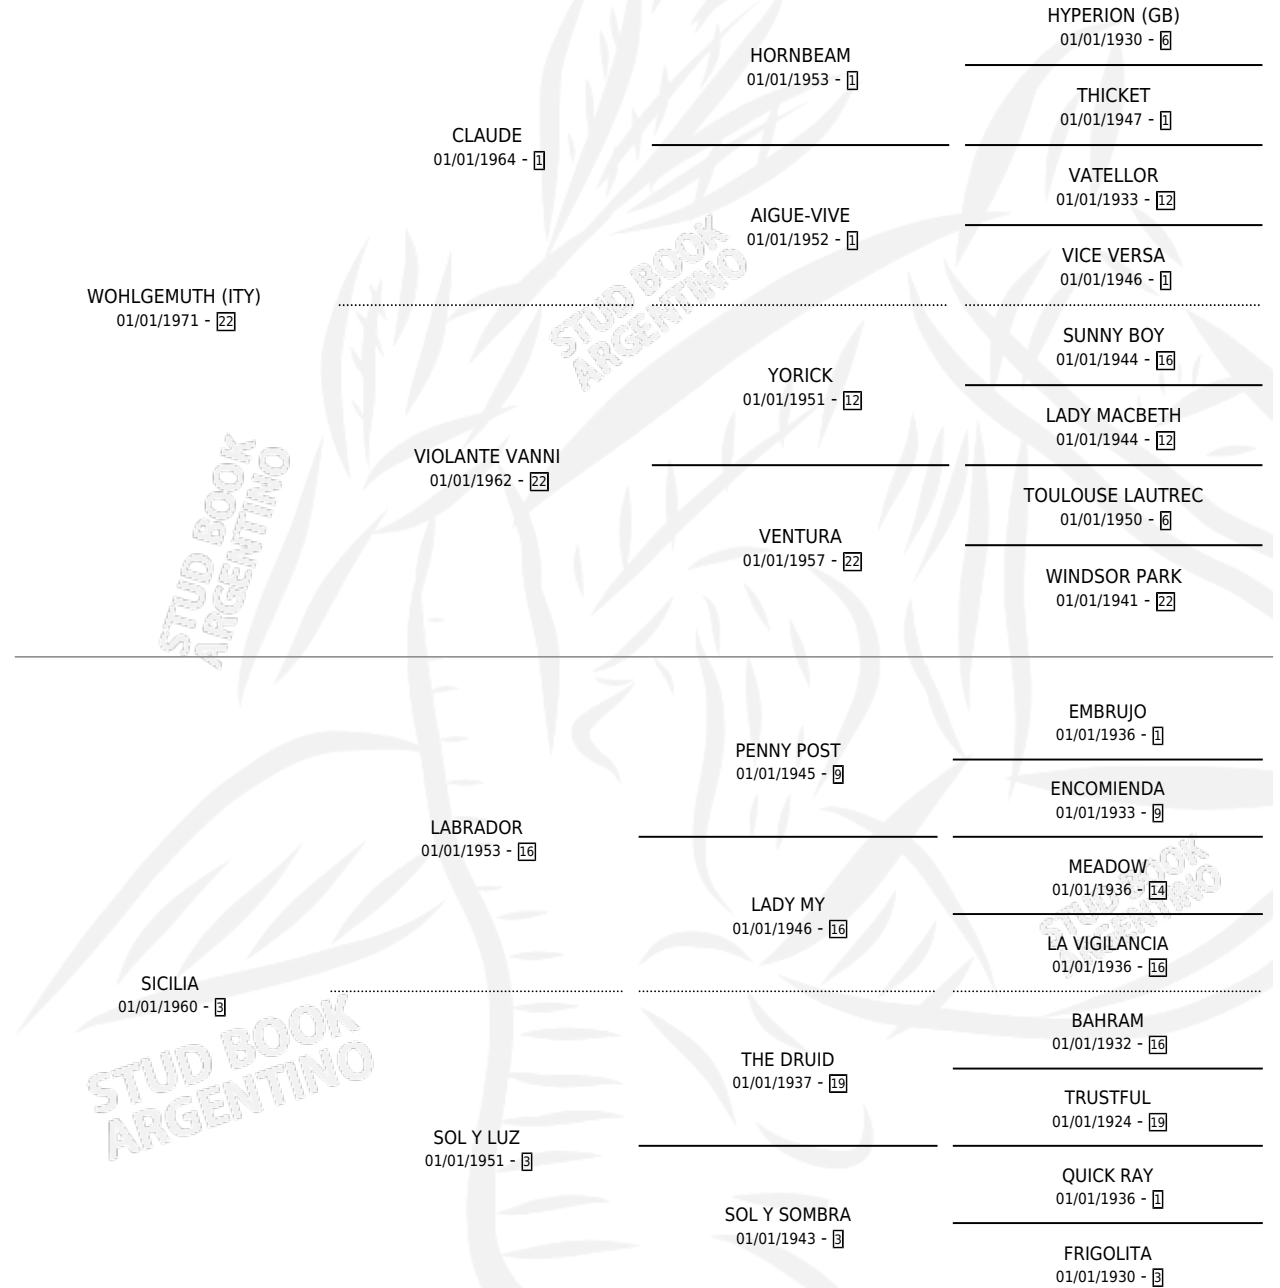 HYPERION (GB)
01/01/1930 - 6
HORNBEAM
01/01/1953 - 1
THICKET
01/01/1947 - 1
CLAUDE
01/01/1964 - 1
VATELLOR
01/01/1933 - 12
AIGUE-VIVE
01/01/1952 - 1
VICE VERSA
01/01/1946 - 1
WOHLGEMUTH (ITY)
01/01/1971 - 22
SUNNY BOY
01/01/1944 - 16
YORICK
01/01/1951 - 12
LADY MACBETH
01/01/1944 - 12
VIOLANTE VANNI
01/01/1962 - 22
TOULOUSE LAUTREC
01/01/1950 - 6
VENTURA
01/01/1957 - 22
WINDSOR PARK
01/01/1941 - 22
STUD BOOK
ARGENTINO
STUD BOOK
ARGENTINO
EMBRUJO
01/01/1936 - 1
PENNY POST
01/01/1945 - 9
ENCOMIENDA
01/01/1933 - 9
LABRADOR
01/01/1953 - 16
MEADOW
01/01/1936 - 14
LADY MY
01/01/1946 - 16
LA VIGILANCIA
01/01/1936 - 16
SICILIA
01/01/1960 - 3
BAHRAM
01/01/1932 - 16
THE DRUID
01/01/1937 - 19
TRUSTFUL
01/01/1924 - 19
SOL Y LUZ
01/01/1951 - 3
QUICK RAY
01/01/1936 - 1
SOL Y SOMBRA
01/01/1943 - 3
FRIGOLITA
01/01/1930 - 3
STUD BOOK
ARGENTINO
STUD BOOK
ARGENTINO